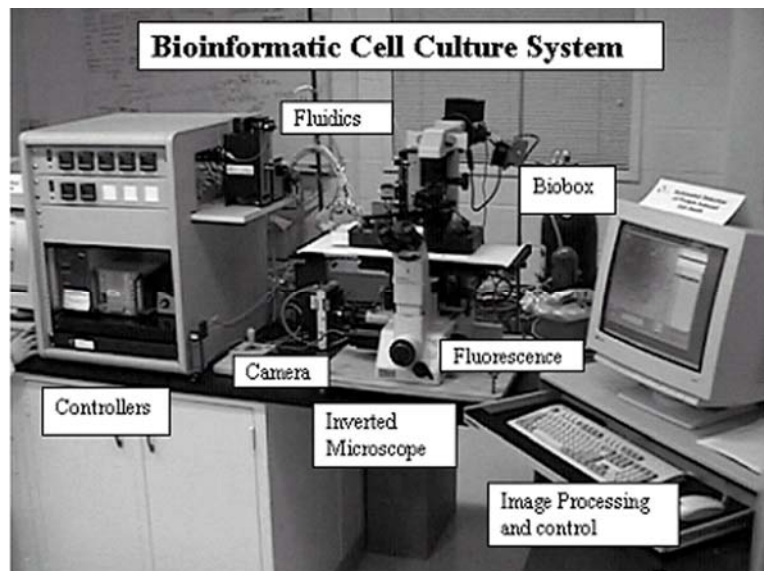 Bioinformatic Cell Culture System
Fluidics
Biobox
Camera
Fluorescence
Controllers
Inverted
Microscope
Image Processing
and control